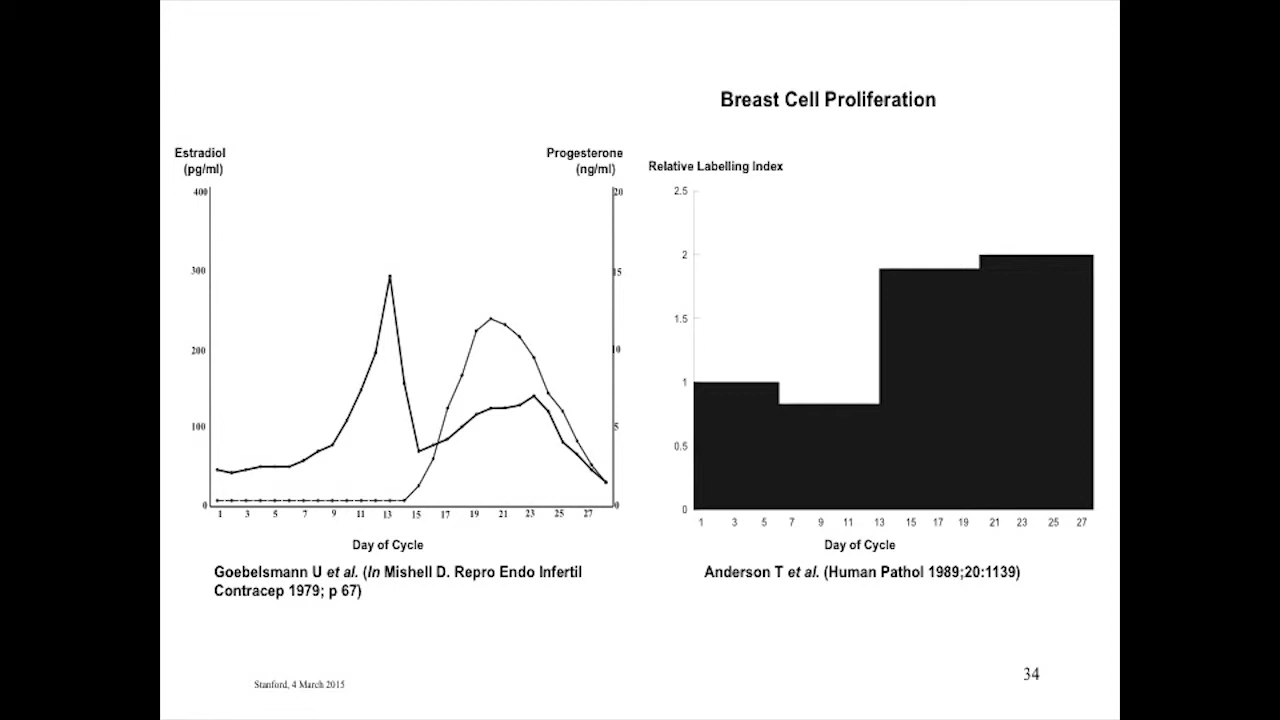 Breast Cell Proliferation
Estradiol
(pg/ml)
Progesterone
(ng/ml)
400
300
200
100
0
20
15
10
5
0
1 3 5 7 9 11 13 15 17 19 21 23 25 27
Day of Cycle
Goebelsmann U et al. (In Mishell D. Repro Endo Infertil
Contracep 1979; p 67)
Relative Labelling Index
2.5
2
1.5
1
0.5
0
1 3 5 7 9 11 13 15 17 19 21 23 25 27
Day of Cycle
Anderson T et al. (Human Pathol 1989;20:1139)
Stanford, 4 March 2015
34